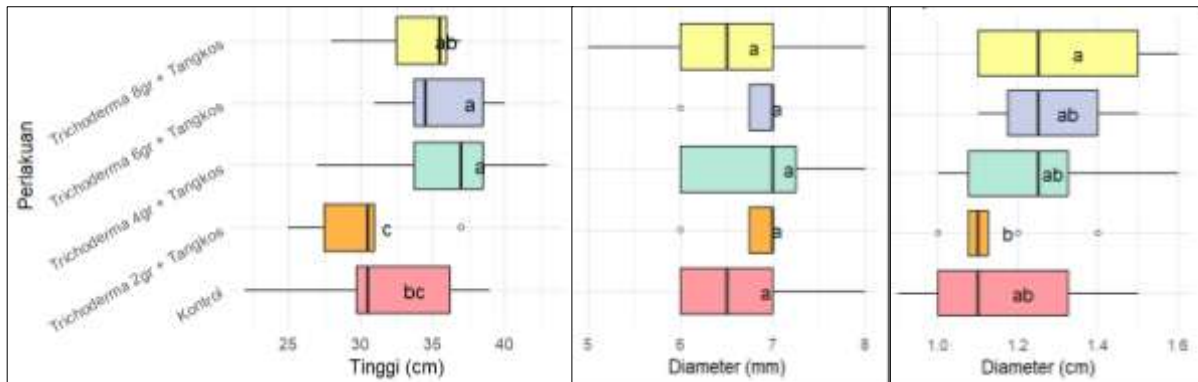 Perlakuan
Trichoderma 8gr + Tangkos
Trichoderma 6gr + Tangkos
Trichoderma 4gr + Tangkos
Trichoderma 2gr + Tangkos
Kontrol
ab
a
a
c
bc
25 30 35 40
Tinggi (cm)
a
a
a
a
a
5 6 7 8
Diameter (mm)
a
ab
ab
b
ab
1.0 1.2 1.4 1.6
Diameter (cm)